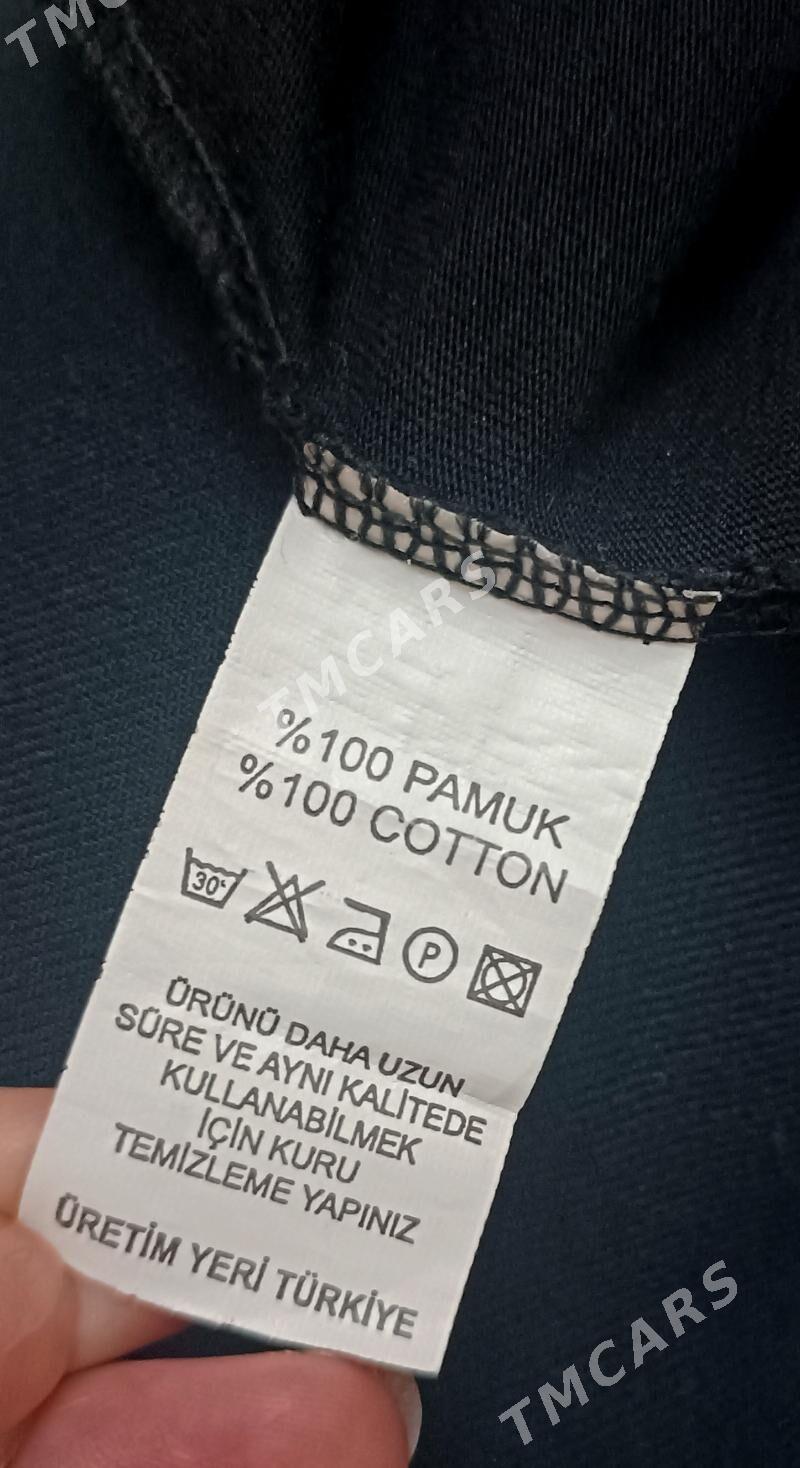 TMCARS
TMCARS
%100 PAMUK
%100 COTTON
30°
P
ÜRÜNÜ DAHA UZUN
SÜRE VE AYNI KALİTEDE
KULLANABİLMEK
İÇİN KURU
TEMİZLEME YAPINIZ
ÜRETİM YERİ TÜRKİYE
TMCARS